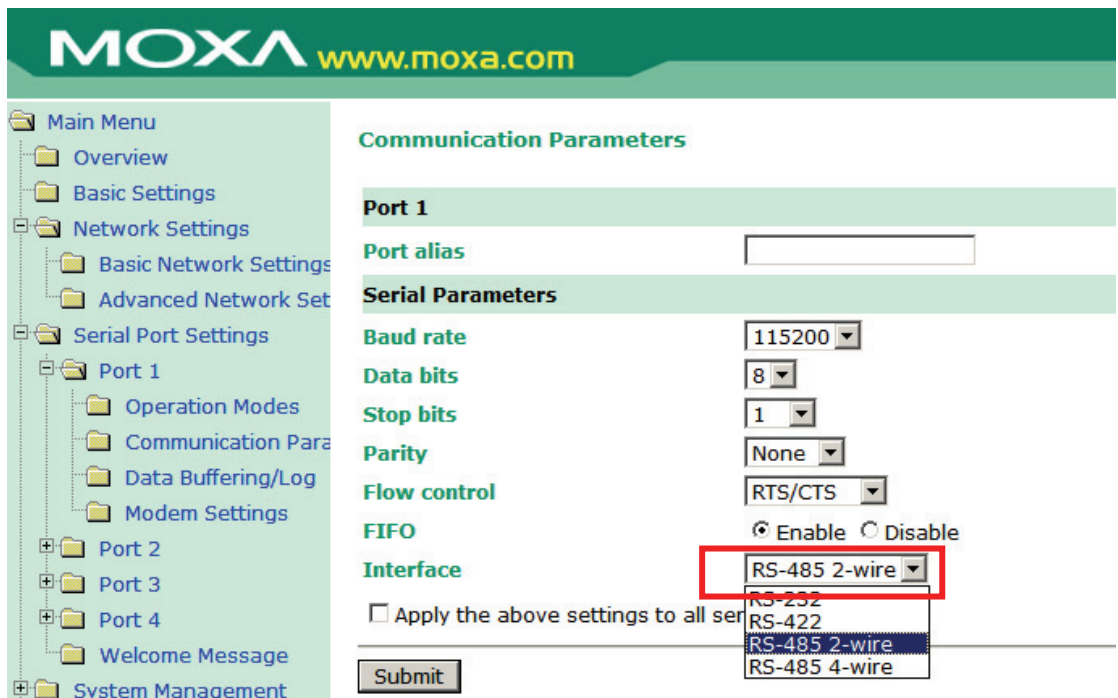 MOXA www.moxa.com
Main Menu
Overview
Basic Settings
Network Settings
Basic Network Settings
Advanced Network Set
Serial Port Settings
Port 1
Operation Modes
Communication Para
Data Buffering/Log
Modem Settings
Port 2
Port 3
Port 4
Welcome Message
System Management
Communication Parameters
Port 1
Port alias
Serial Parameters
Baud rate 115200
Data bits 8
Stop bits 1
Parity None
Flow control RTS/CTS
FIFO Enable Disable
Interface RS-485 2-wire
RS-232
Apply the above settings to all ser
RS-422
RS-485 2-wire
RS-485 4-wire
Submit